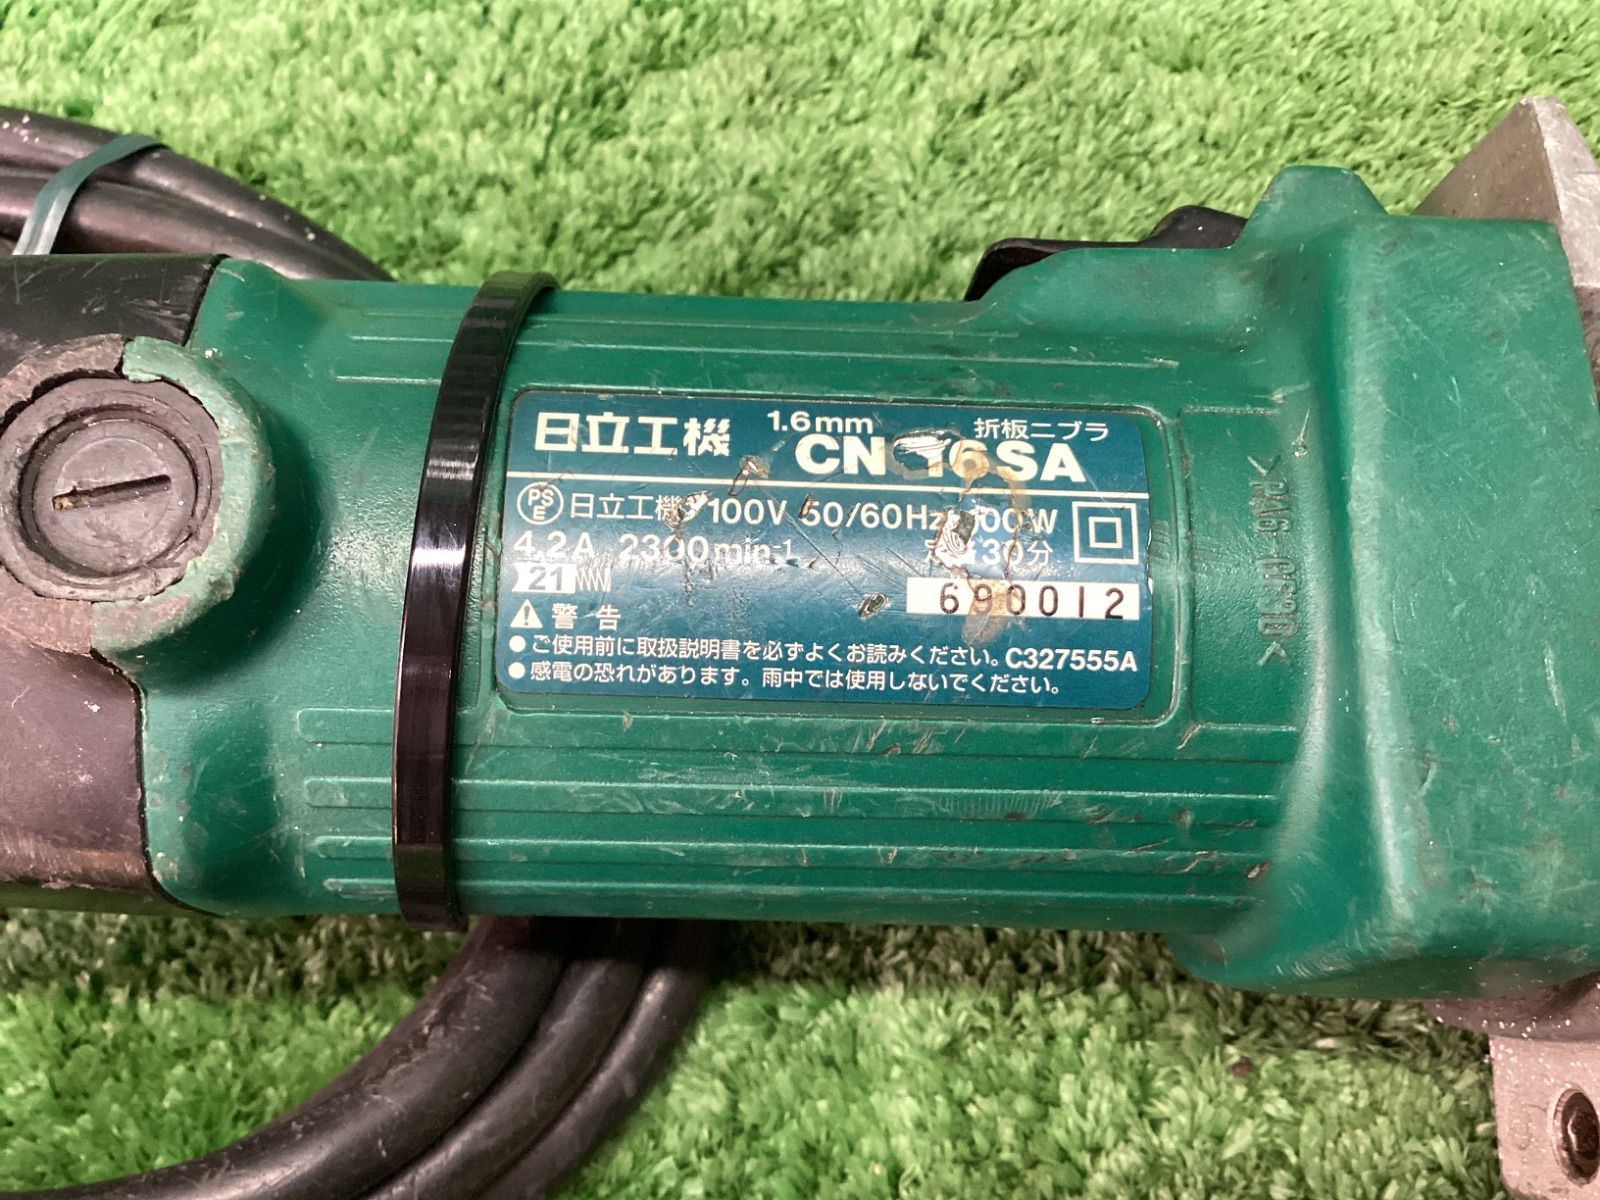 日立工機 1.6mm 折板ニブラ
CN 16SA
PSE 日立工機 100V 50/60Hz 00W
4.2A 2300min-1 30分
21
690012
警告
●ご使用前に取扱説明書を必ずよくお読みください。C327555A
●感電の恐れがあります。雨中では使用しないでください。